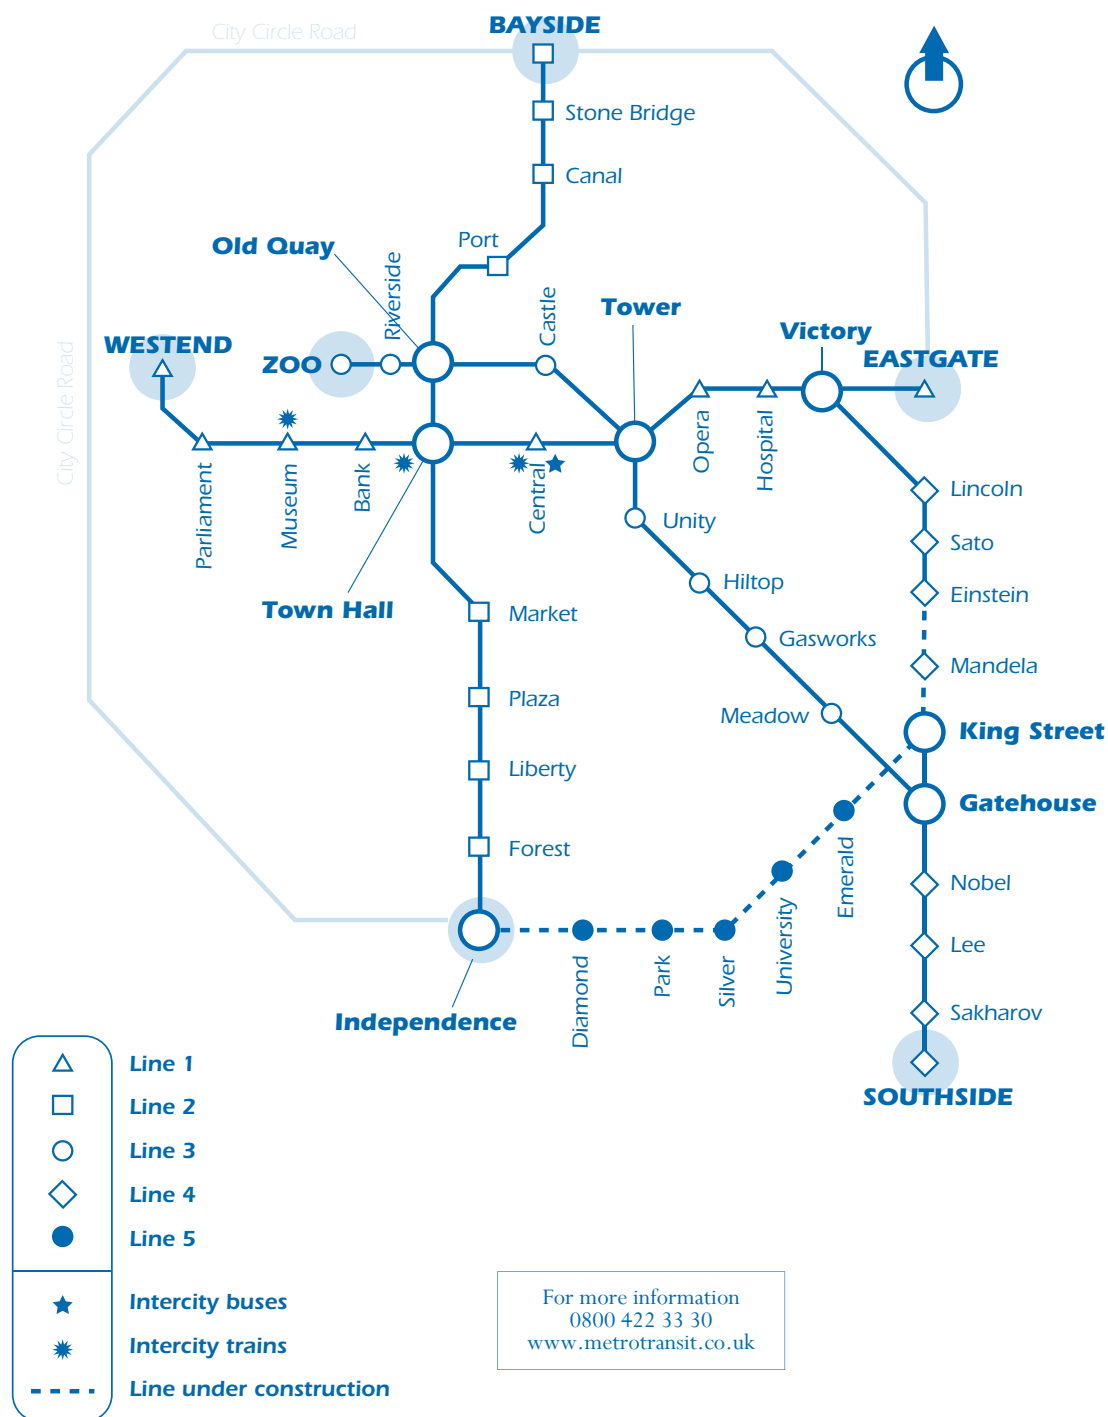 BAYSIDE
City Circle Road
Stone Bridge
Canal
Port
Old Quay
Riverside
Castle
Tower
Victory
WESTEND
ZOO
EASTGATE
City Circle Road
Opera
Hospital
Parliament
Museum
Bank
Central
Lincoln
Unity
Sato
Hiltop
Einstein
Town Hall
Market
Gasworks
Mandela
Plaza
Meadow
King Street
Liberty
Gatehouse
Forest
Emerald
Nobel
University
Lee
Diamond
Park
Silver
Sakharov
Independence
SOUTHSIDE
Line 1
Line 2
Line 3
Line 4
Line 5
Intercity buses
Intercity trains
Line under construction
For more information
0800 422 33 30
www.metrotransit.co.uk